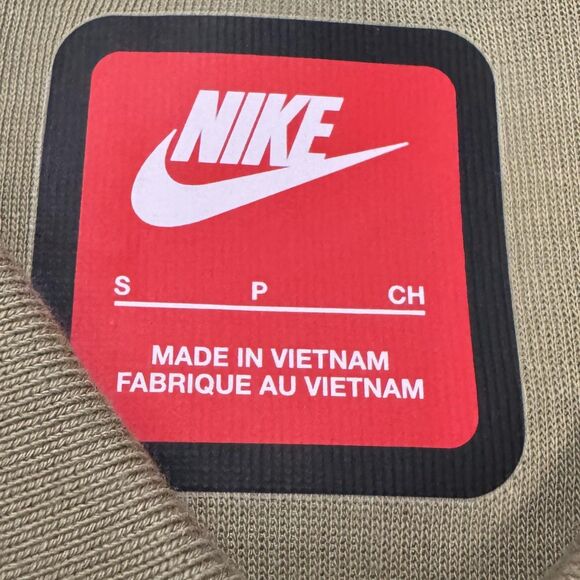 NIKE
S P CH
MADE IN VIETNAM
FABRIQUE AU VIETNAM